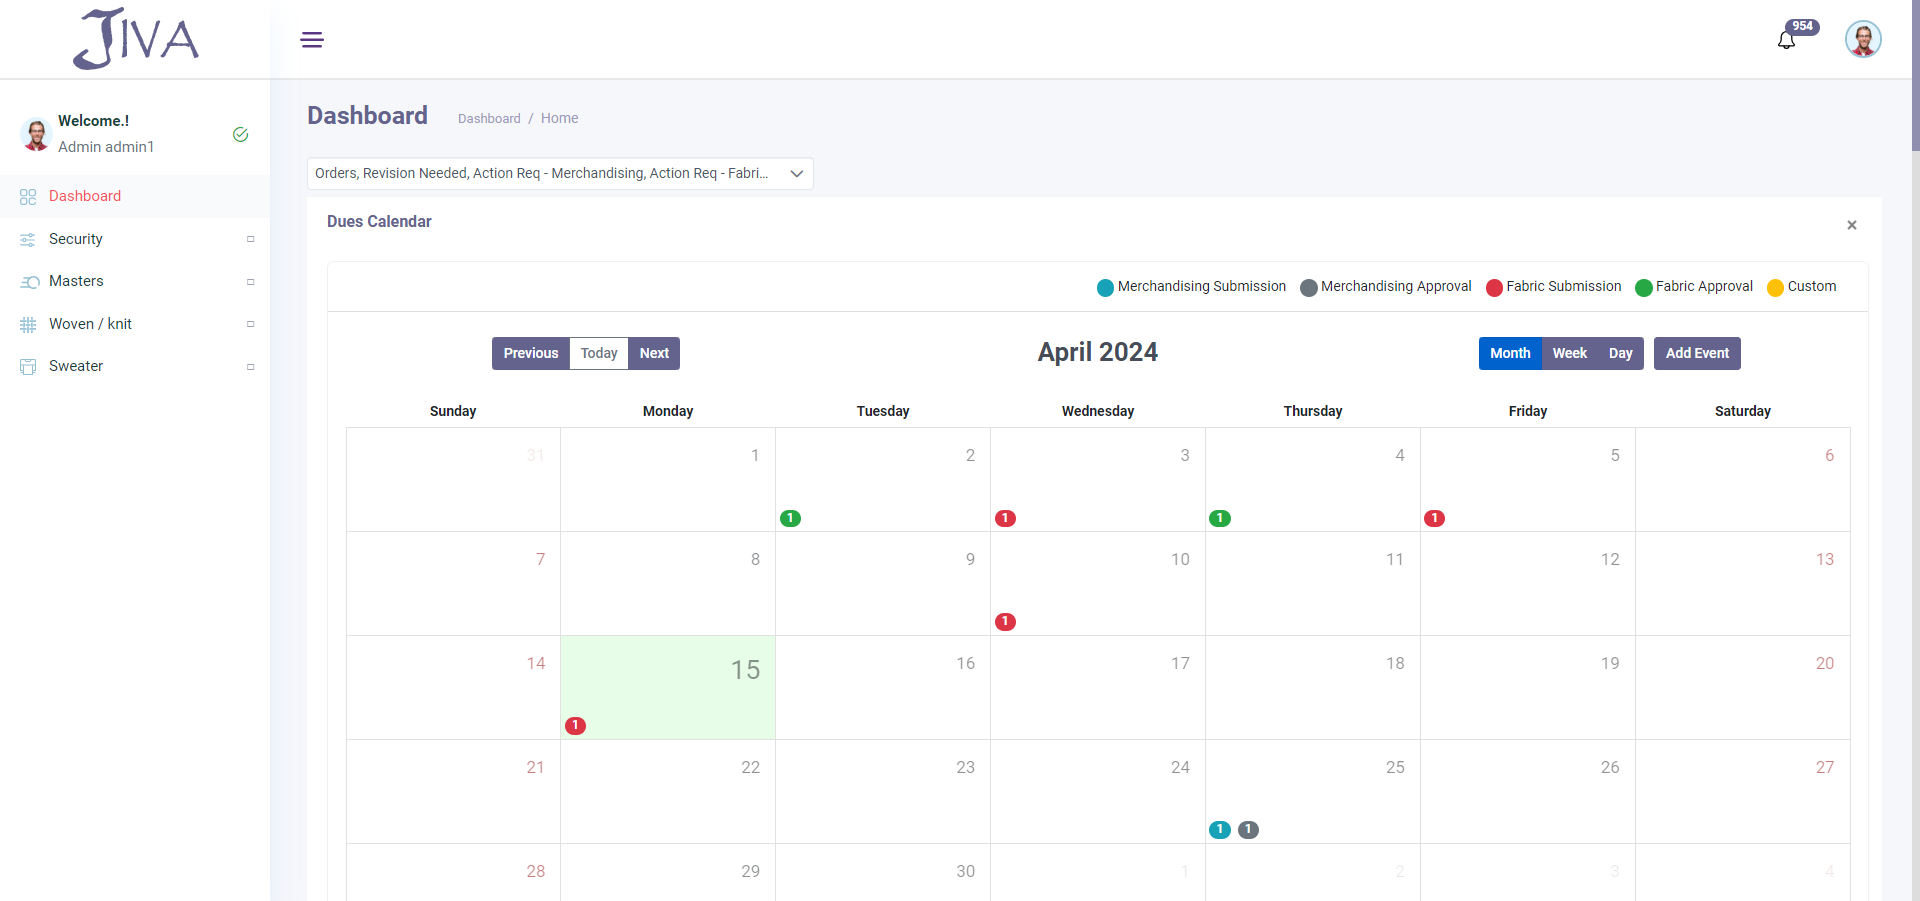 JIVA
954
Welcome.!
Admin admin1
Dashboard
Security
Masters
Woven / knit
Sweater
Dashboard
Dashboard / Home
Orders, Revision Needed, Action Req - Merchandising, Action Req - Fabri...
Dues Calendar
×
Merchandising Submission Merchandising Approval Fabric Submission Fabric Approval Custom
Previous Today Next
April 2024
Month Week Day Add Event
Sunday Monday Tuesday Wednesday Thursday Friday Saturday
31 1 2 3 4 5 6
1 1 1 1
7 8 9 10 11 12 13
1
14 15 16 17 18 19 20
1
21 22 23 24 25 26 27
1 1
28 29 30 1 2 3 4